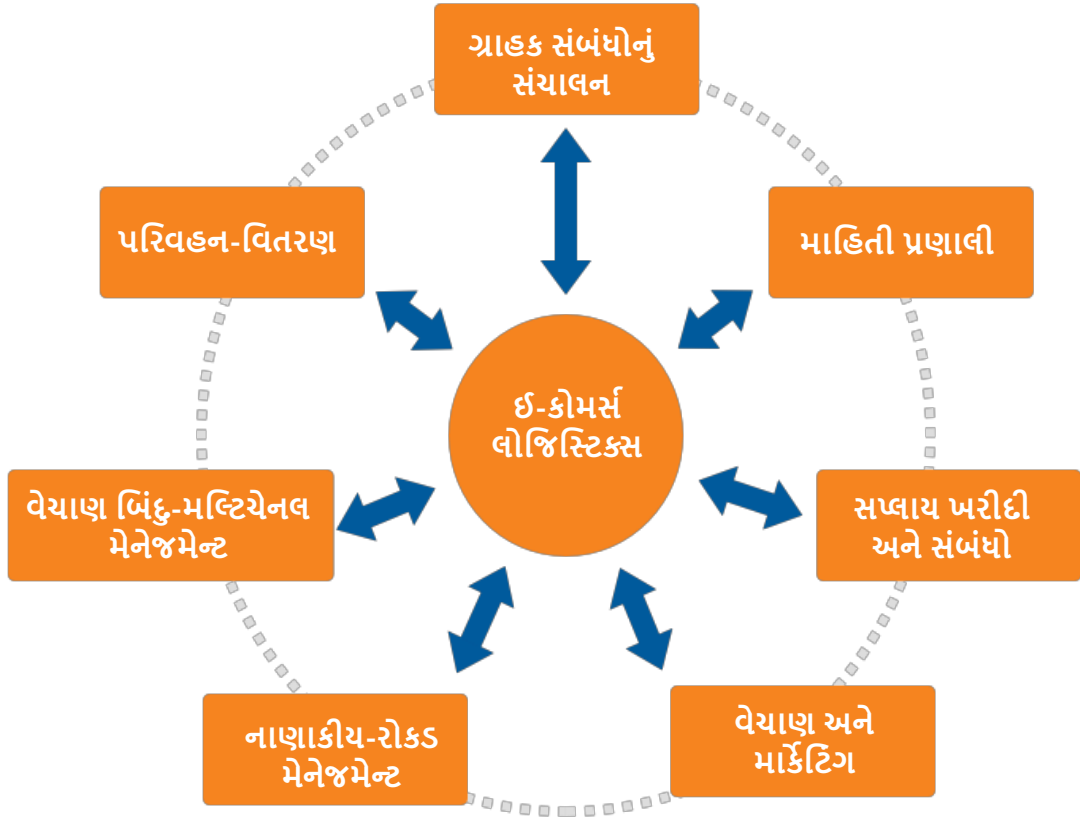 ગ્રાહક સંબંધોનું
સંચાલન
પરિવહન-વિતરણ
માહિતી પ્રણાલી
ઈ-કોમર્સ
લોજિસ્ટિક્સ
વેચાણ બિંદુ-મલ્ટિચેનલ
મેનેજમેન્ટ
સપ્લાય ખરીદી
અને સંબંધો
નાણાકીય-રોકડ
મેનેજમેન્ટ
વેચાણ અને
માર્કેટિંગ